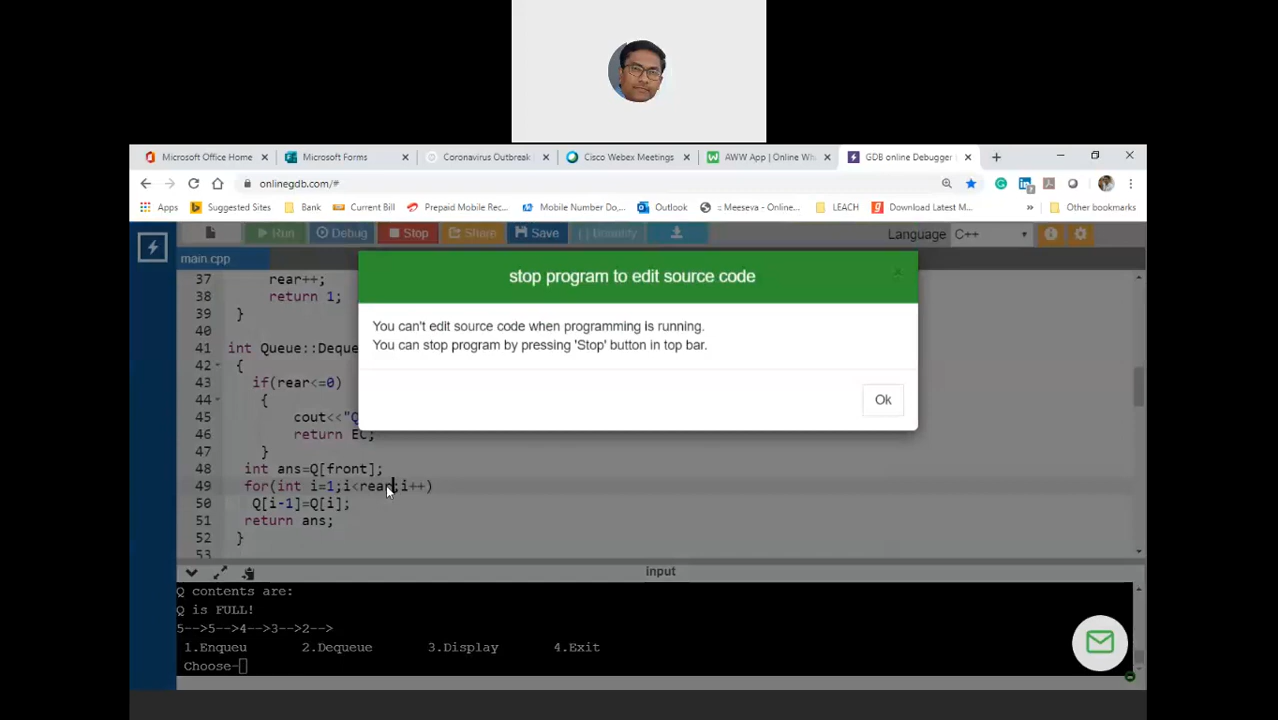 Microsoft Office Home
Microsoft Forms
Coronavirus Outbreak
Cisco Webex Meetings
AWW App | Online Wh
GDB online Debugger |
onlinegdb.com/#
Apps
Suggested Sites
Bank
Current Bill
Prepaid Mobile Rec...
Mobile Number Do,...
Outlook
= -Meeseva - Online...
LEACH
Download Latest M...
»
Other bookmarks
Run
Debug
Stop
Share
Save
{ } Beautify
Language
C++
main.cpp
stop program to edit source code
x
You can't edit source code when programming is running.
You can stop program by pressing 'Stop' button in top bar.
Ok
37 rear++;
38 return 1;
39 }
40
41 int Queue::Deque
42 {
43 if(rear<=0)
44 {
45 cout<<"Q
46 return EC;
47 }
48 int ans=Q[front];
49 for(int i=1;i<rear;i++)
50 Q[i-1]=Q[i];
51 return ans;
52 }
53
input
Q contents are:
Q is FULL!
5-->5-->4-->3-->2-->
1.Enqueu 2.Dequeue 3.Display 4.Exit
Choose-